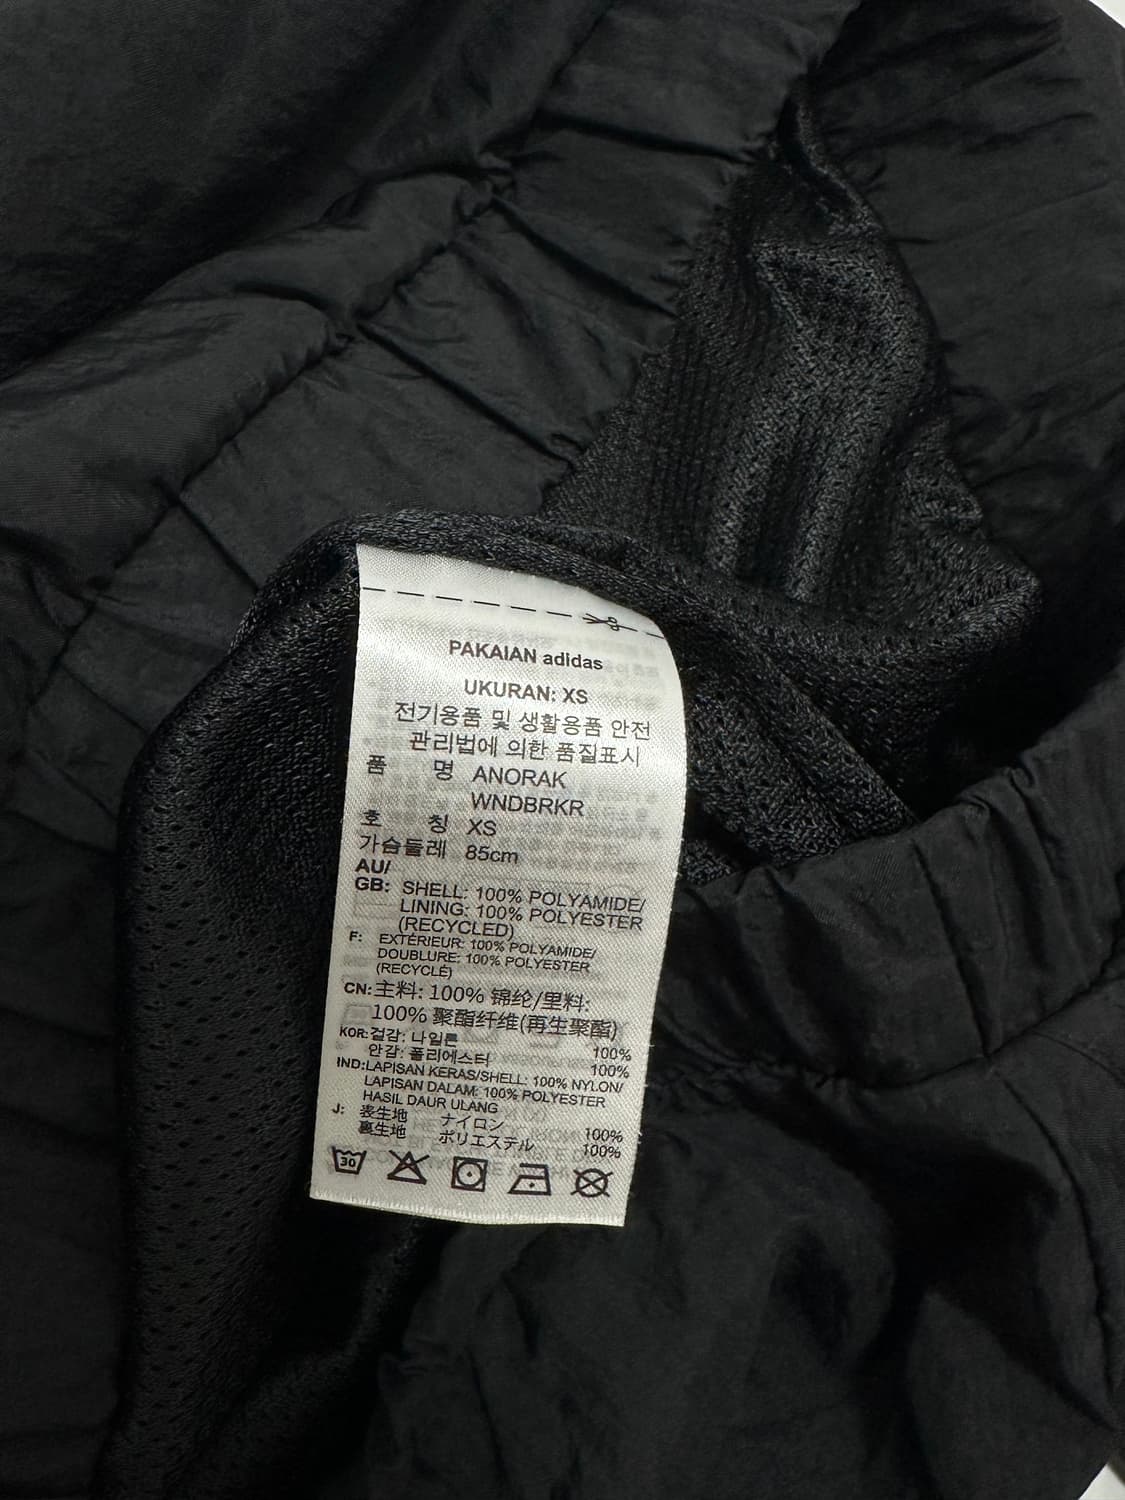 PAKAIAN adidas
UKURAN: XS
전기용품 및 생활용품 안전
관리법에 의한 품질표시
품 명 ANORAK
WNDBRKR
호 칭 XS
가슴둘레 85cm
AU/
GB: SHELL: 100% POLYAMIDE/
LINING: 100% POLYESTER
(RECYCLED)
F: EXTÉRIEUR: 100% POLYAMIDE/
DOUBLURE: 100% POLYESTER
(RECYCLÉ)
CN: 主料: 100% 锦纶/里料:
100% 聚酯纤维(再生聚酯)
KOR: 겉감: 나일론 100%
안감: 폴리에스터 100%
IND: LAPISAN KERAS/SHELL: 100% NYLON/
LAPISAN DALAM: 100% POLYESTER
HASIL DAUR ULANG
J: 表生地 ナイロン 100%
裏生地 ポリエステル 100%
30